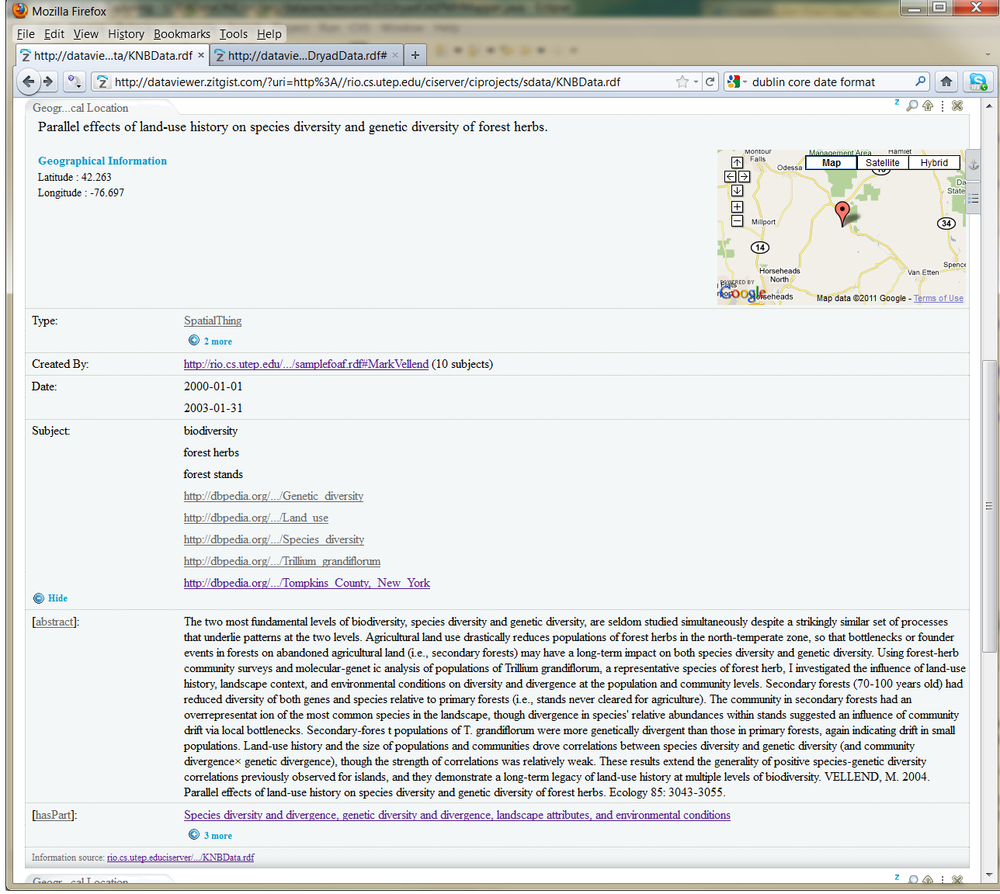 Mozilla Firefox
File Edit View History Bookmarks Tools Help
http://datavie...ta/KNBData.rdf × http://datavie...DryadData.rdf# × +
http://dataviewer.zitgist.com/?uri=http%3A//rio.cs.utep.edu/ciserver/ciprojects/sdata/KNBData.rdf dublin core date format
Geogr...cal Location
Parallel effects of land-use history on species diversity and genetic diversity of forest herbs.
Geographical Information
Latitude : 42.263
Longitude : -76.697
Montour Falls
Management Area
Hamlet
Odessa
Map Satellite Hybrid
State
Millport
34
14
Horseheads North
Van Etten
Spence
POWERED BY
Google
Horseheads
Map data ©2011 Google - Terms of Use
Type: SpatialThing
2 more
Created By: http://rio.cs.utep.edu/.../samplefoaf.rdf#MarkVellend (10 subjects)
Date: 2000-01-01
2003-01-31
Subject: biodiversity
forest herbs
forest stands
http://dbpedia.org/.../Genetic_diversity
http://dbpedia.org/.../Land_use
http://dbpedia.org/.../Species_diversity
http://dbpedia.org/.../Trillium_grandiflorum
http://dbpedia.org/.../Tompkins_County,_New_York
Hide
[abstract]: The two most fundamental levels of biodiversity, species diversity and genetic diversity, are seldom studied simultaneously despite a strikingly similar set of processes
that underlie patterns at the two levels. Agricultural land use drastically reduces populations of forest herbs in the north-temperate zone, so that bottlenecks or founder
events in forests on abandoned agricultural land (i.e., secondary forests) may have a long-term impact on both species diversity and genetic diversity. Using forest-herb
community surveys and molecular-genet ic analysis of populations of Trillium grandiflorum, a representative species of forest herb, I investigated the influence of land-use
history, landscape context, and environmental conditions on diversity and divergence at the population and community levels. Secondary forests (70-100 years old) had
reduced diversity of both genes and species relative to primary forests (i.e., stands never cleared for agriculture). The community in secondary forests had an
overrepresentat ion of the most common species in the landscape, though divergence in species' relative abundances within stands suggested an influence of community
drift via local bottlenecks. Secondary-fores t populations of T. grandiflorum were more genetically divergent than those in primary forests, again indicating drift in small
populations. Land-use history and the size of populations and communities drove correlations between species diversity and genetic diversity (and community
divergence× genetic divergence), though the strength of correlations was relatively weak. These results extend the generality of positive species-genetic diversity
correlations previously observed for islands, and they demonstrate a long-term legacy of land-use history at multiple levels of biodiversity. VELLEND, M. 2004.
Parallel effects of land-use history on species diversity and genetic diversity of forest herbs. Ecology 85: 3043-3055.
[hasPart]: Species diversity and divergence, genetic diversity and divergence, landscape attributes, and environmental conditions
3 more
Information source: rio.cs.utep.educiserver/.../KNBData.rdf
Geogr...cal Location